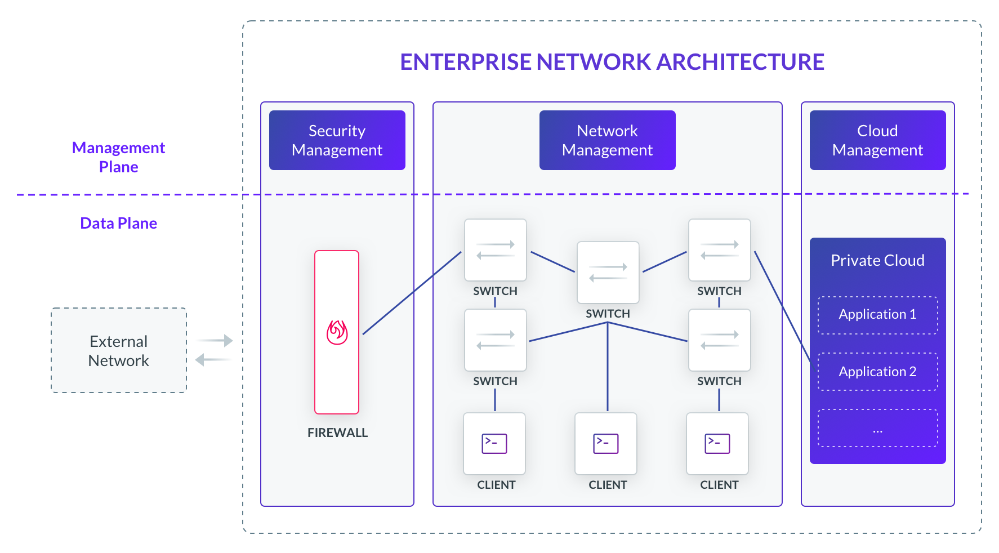 ENTERPRISE NETWORK ARCHITECTURE
Security
Management
Network
Management
Cloud
Management
Management
Plane
Data Plane
External
Network
FIREWALL
SWITCH
SWITCH
SWITCH
SWITCH
SWITCH
CLIENT
CLIENT
CLIENT
Private Cloud
Application 1
Application 2
...